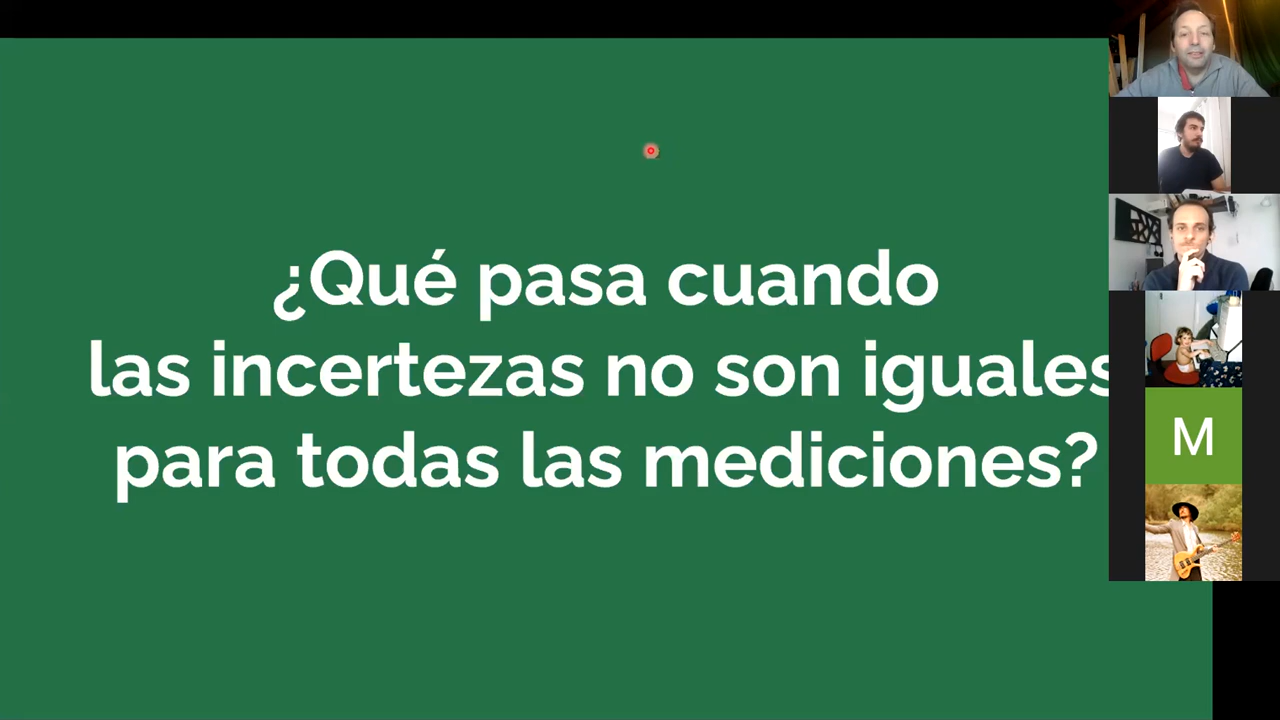 ¿Qué pasa cuando
las incertezas no son iguales
para todas las mediciones?
M